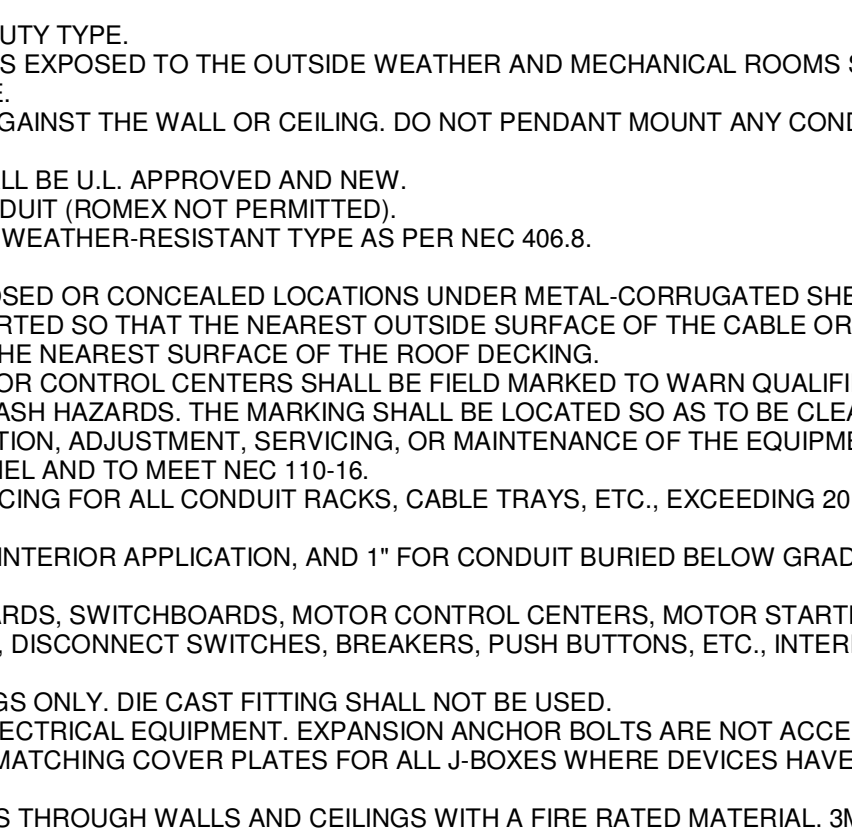 UTY TYPE.
S EXPOSED TO THE OUTSIDE WEATHER AND MECHANICAL ROOMS
E.
GAINST THE WALL OR CEILING. DO NOT PENDANT MOUNT ANY COND
LL BE U.L. APPROVED AND NEW.
DUIT (ROMEX NOT PERMITTED).
WEATHER-RESISTANT TYPE AS PER NEC 406.8.
OSED OR CONCEALED LOCATIONS UNDER METAL-CORRUGATED SHE
RTED SO THAT THE NEAREST OUTSIDE SURFACE OF THE CABLE OR
HE NEAREST SURFACE OF THE ROOF DECKING.
OR CONTROL CENTERS SHALL BE FIELD MARKED TO WARN QUALIFI
ASH HAZARDS. THE MARKING SHALL BE LOCATED SO AS TO BE CLEA
TION, ADJUSTMENT, SERVICING, OR MAINTENANCE OF THE EQUIPME
NEL AND TO MEET NEC 110-16.
CING FOR ALL CONDUIT RACKS, CABLE TRAYS, ETC., EXCEEDING 20
INTERIOR APPLICATION, AND 1" FOR CONDUIT BURIED BELOW GRAD
ARDS, SWITCHBOARDS, MOTOR CONTROL CENTERS, MOTOR START
, DISCONNECT SWITCHES, BREAKERS, PUSH BUTTONS, ETC., INTER
GS ONLY. DIE CAST FITTING SHALL NOT BE USED.
ECTRICAL EQUIPMENT. EXPANSION ANCHOR BOLTS ARE NOT ACCE
MATCHING COVER PLATES FOR ALL J-BOXES WHERE DEVICES HAVE
S THROUGH WALLS AND CEILINGS WITH A FIRE RATED MATERIAL. 3M